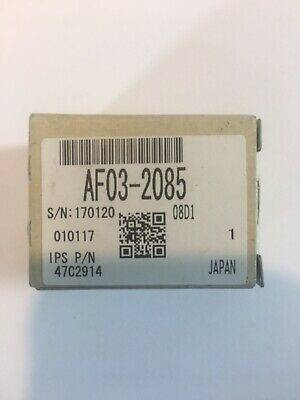 AF03-2085
S/N:170120 08D1
010117 1
IPS P/N
47C2914 JAPAN